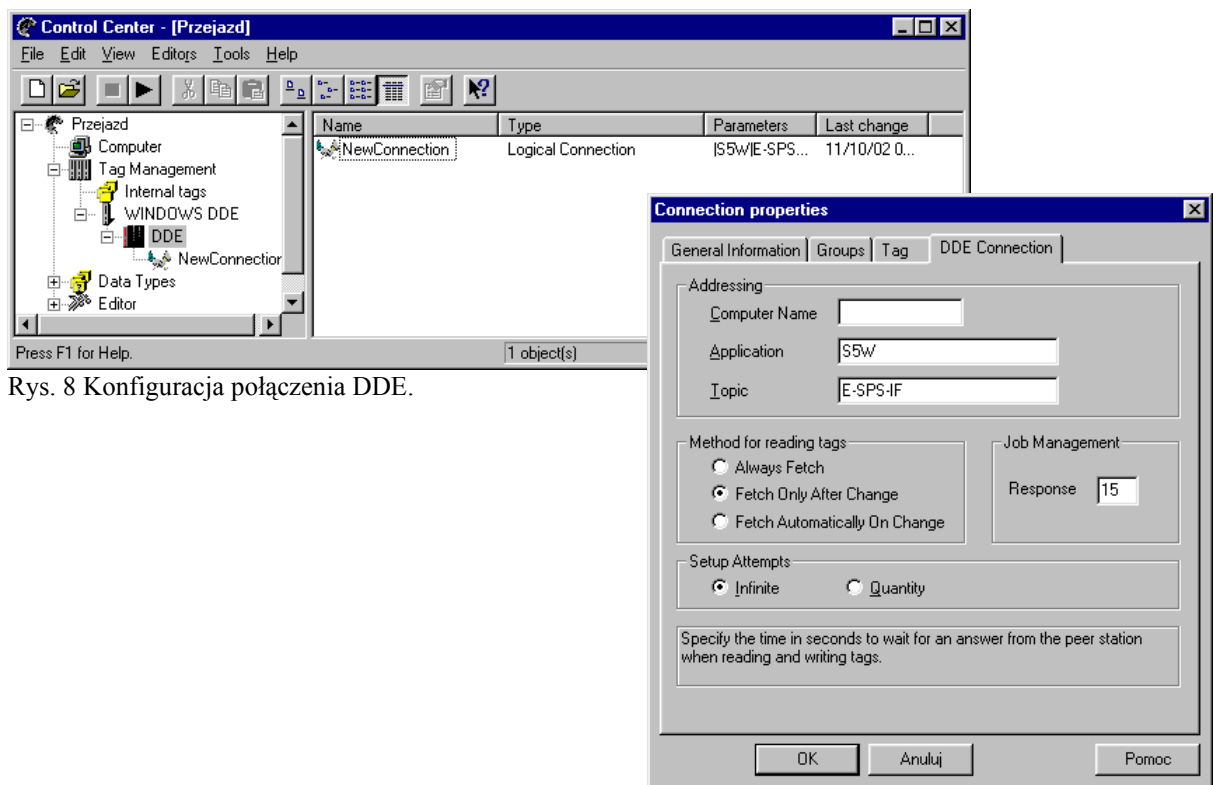 Control Center - [Przejazd]
File Edit View Editors Tools Help
Przejazd
Computer
Tag Management
Internal tags
WINDOWS DDE
DDE
NewConnection
Data Types
Editor
Name Type Parameters Last change
NewConnection Logical Connection |S5W|E-SPS... 11/10/02 0...
Press F1 for Help. 1 object(s)
Rys. 8 Konfiguracja połączenia DDE.
Connection properties
General Information Groups Tag DDE Connection
Addressing
Computer Name
Application S5W
Topic E-SPS-IF
Method for reading tags
Always Fetch
Fetch Only After Change
Fetch Automatically On Change
Job Management
Response 15
Setup Attempts
Infinite Quantity
Specify the time in seconds to wait for an answer from the peer station
when reading and writing tags.
OK Anuluj Pomoc